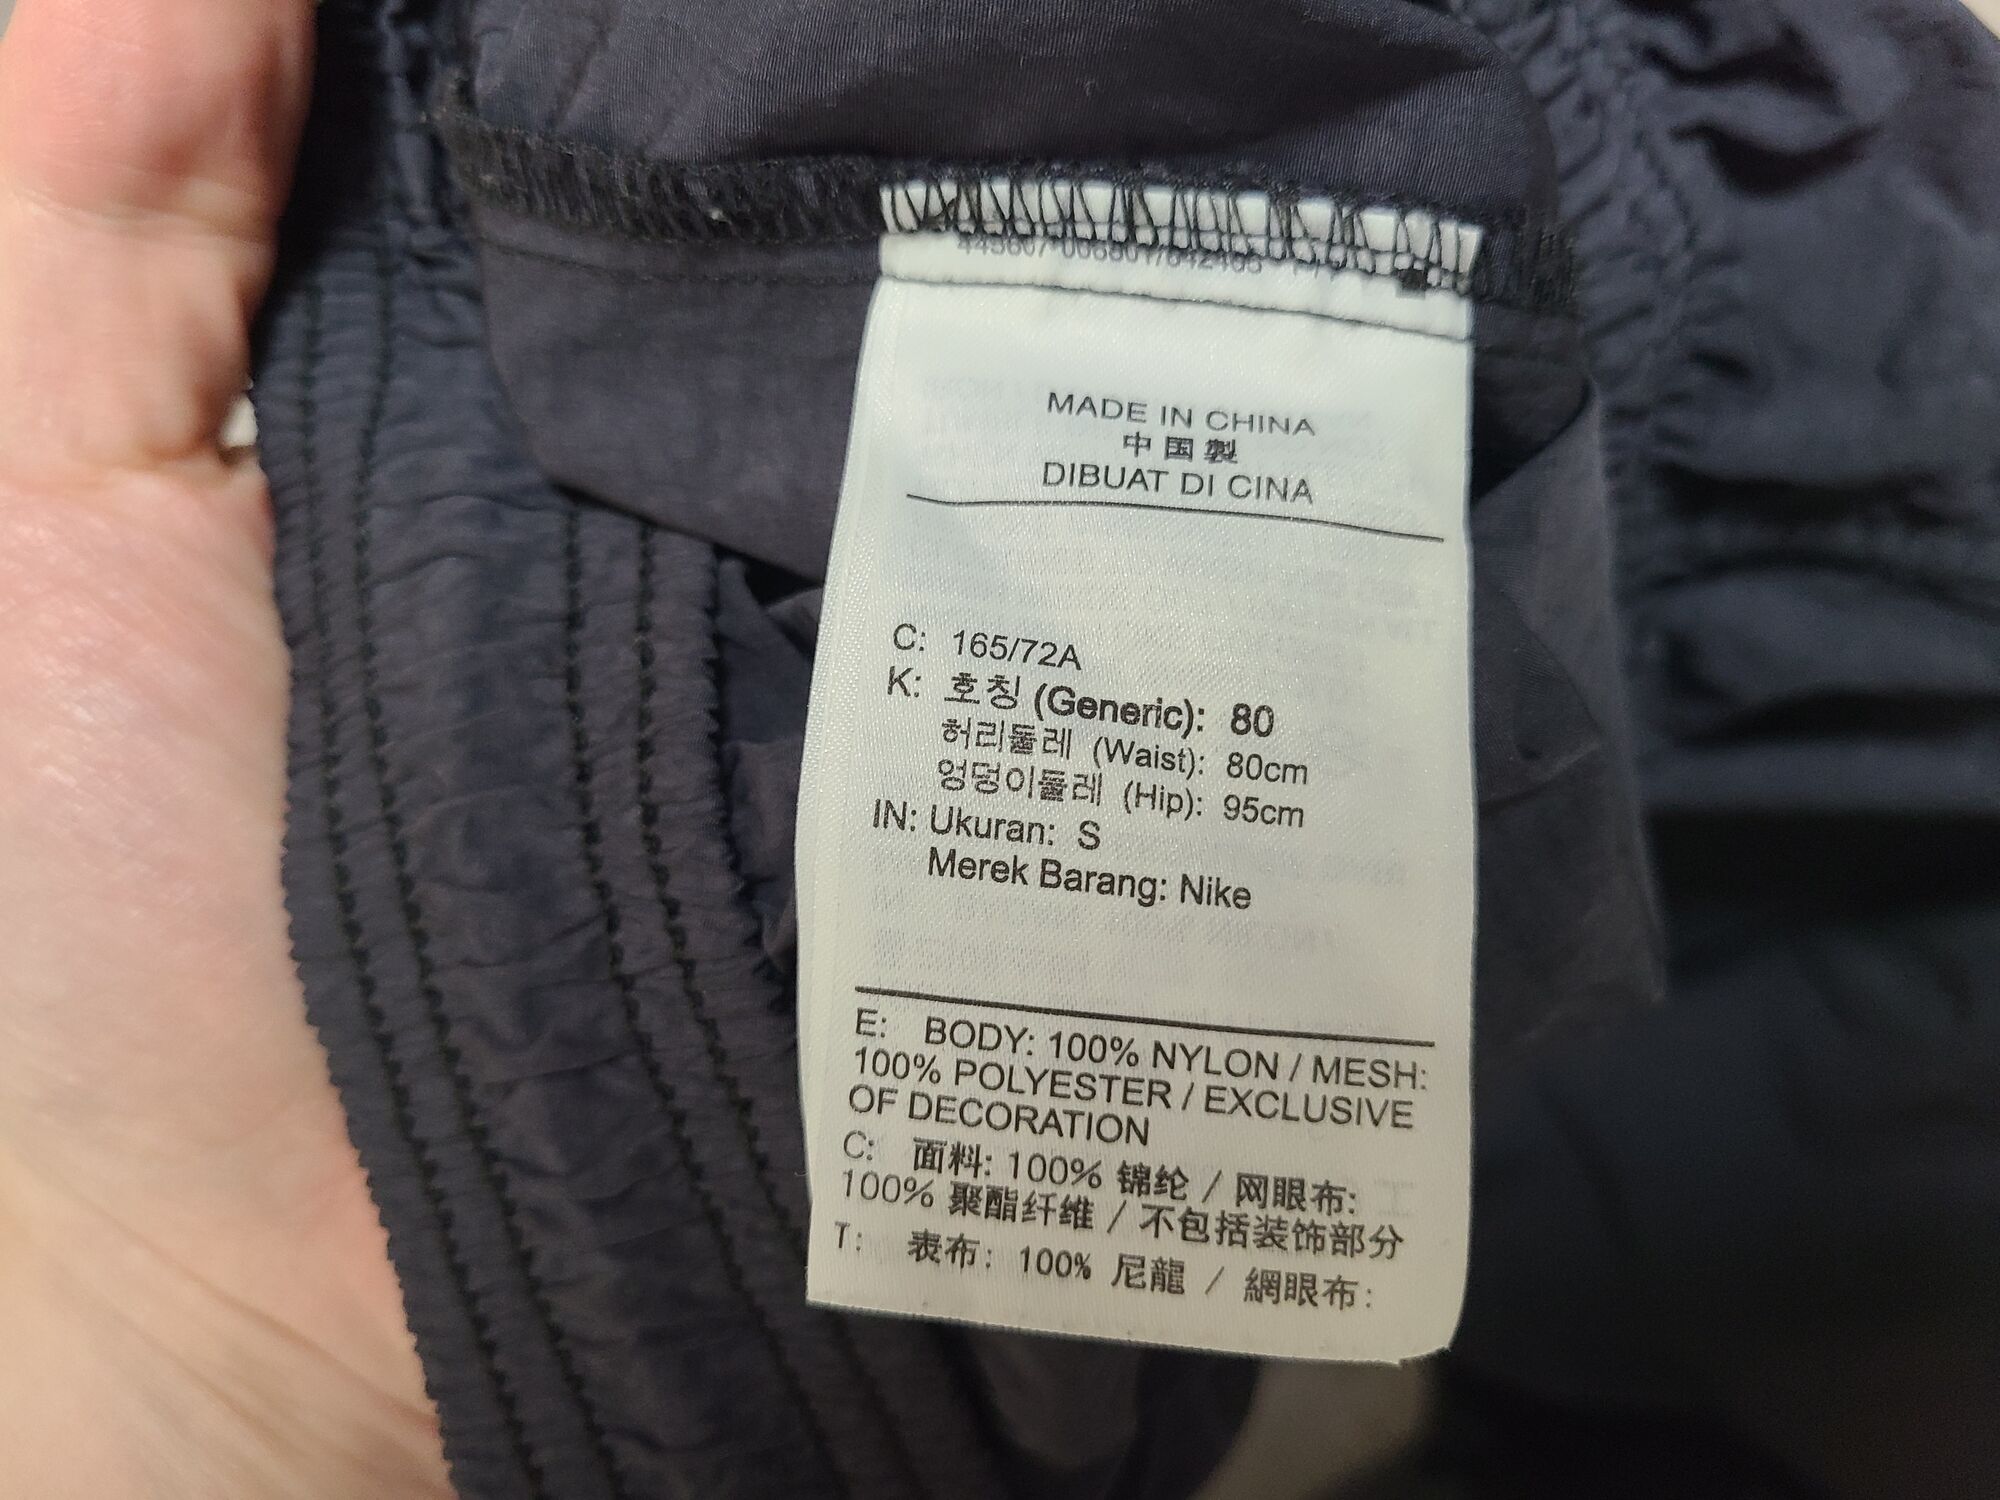 MADE IN CHINA
中国製
DIBUAT DI CINA
C: 165/72A
K: 호칭 (Generic): 80
허리둘레 (Waist): 80cm
엉덩이둘레 (Hip): 95cm
IN: Ukuran: S
Merek Barang: Nike
E: BODY: 100% NYLON / MESH:
100% POLYESTER / EXCLUSIVE
OF DECORATION
C: 面料: 100% 锦纶 / 网眼布:
100% 聚酯纤维 / 不包括装饰部分
T: 表布: 100% 尼龍 / 網眼布: